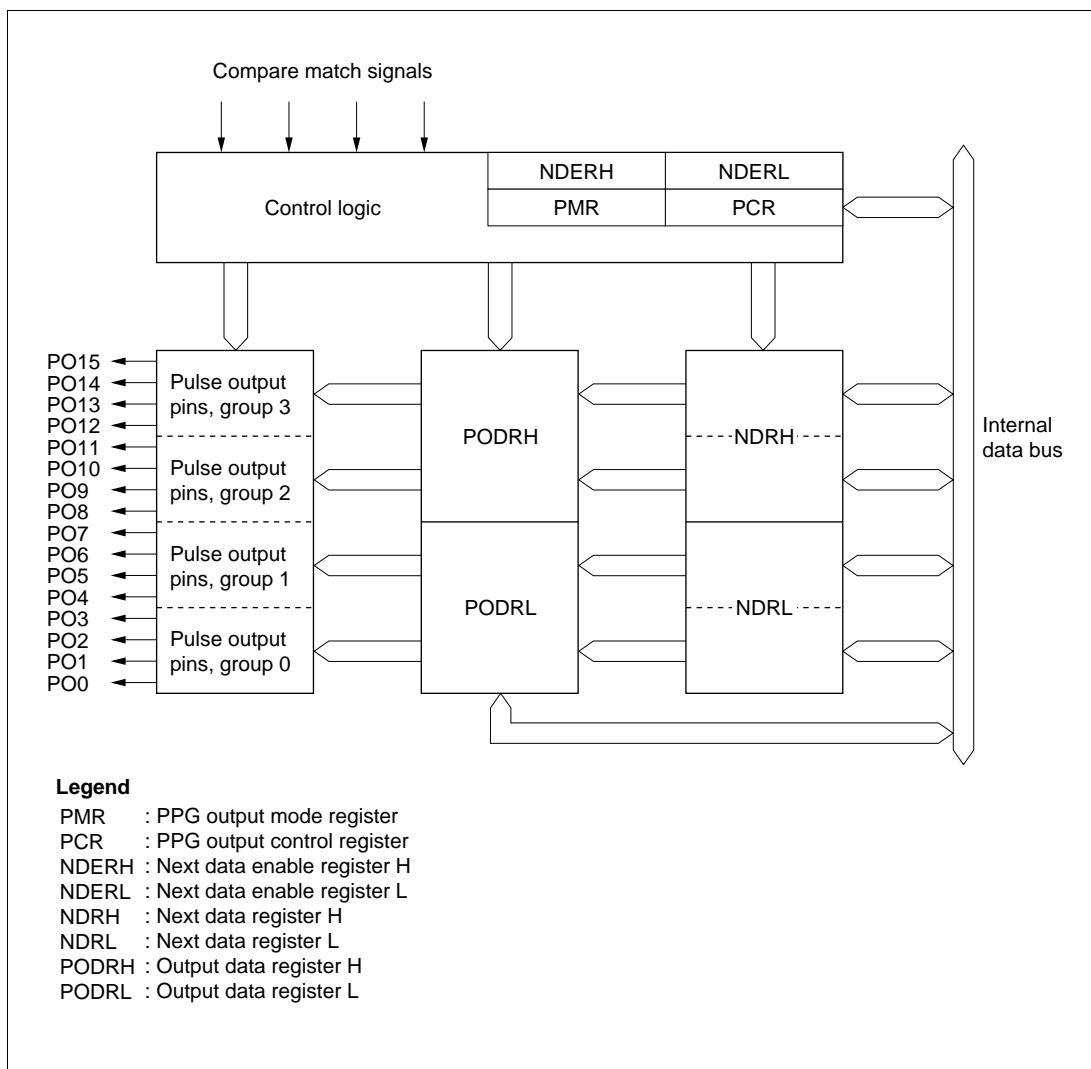 Compare match signals
NDERH NDERL
Control logic PMR PCR
PO15
PO14
PO13
PO12
PO11
PO10
PO9
PO8
PO7
PO6
PO5
PO4
PO3
PO2
PO1
PO0
Pulse output
pins, group 3
Pulse output
pins, group 2
Pulse output
pins, group 1
Pulse output
pins, group 0
PODRH
PODRL
NDRH
NDRL
Internal
data bus
Legend
PMR : PPG output mode register
PCR : PPG output control register
NDERH : Next data enable register H
NDERL : Next data enable register L
NDRH : Next data register H
NDRL : Next data register L
PODRH : Output data register H
PODRL : Output data register L